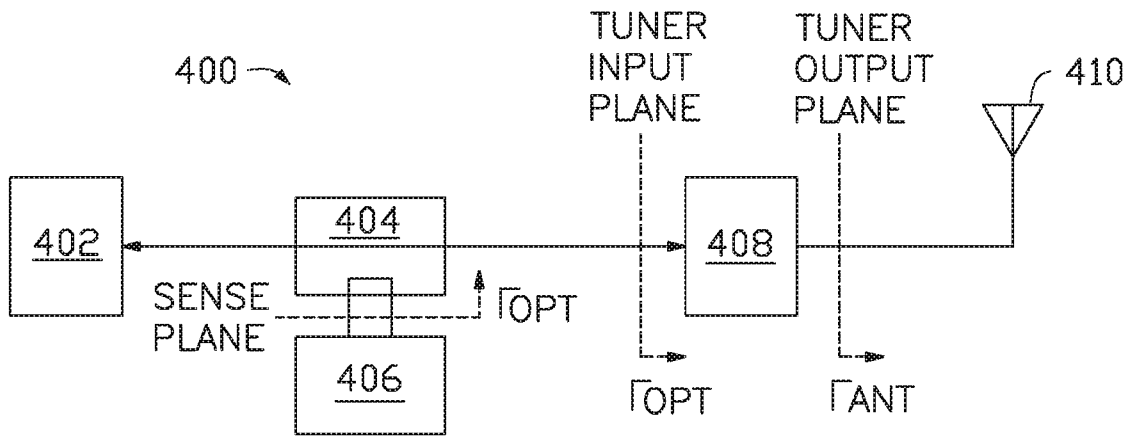 400
TUNER
INPUT
PLANE
TUNER
OUTPUT
PLANE
410
402
404
408
SENSE
PLANE
ΓOPT
406
ΓOPT
ΓANT